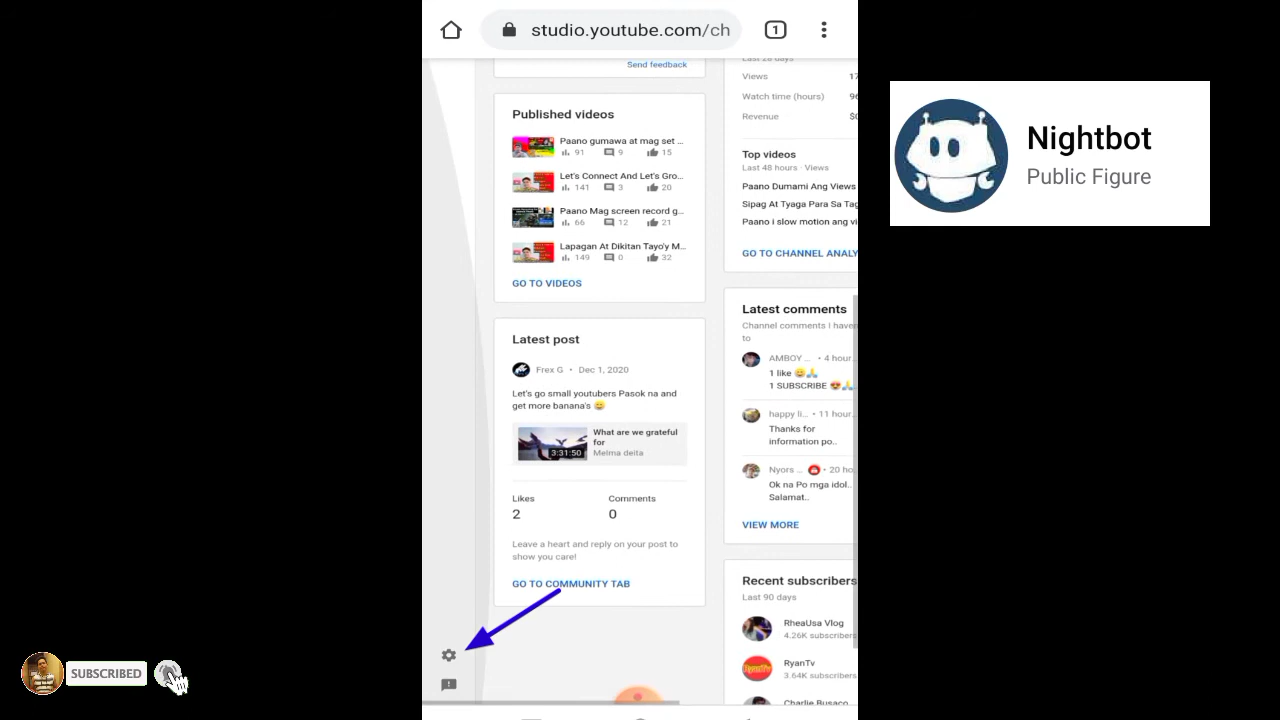 studio.youtube.com/ch
1
Send feedback
Published videos
Paano gumawa at mag set ...
91 9 15
Let's Connect And Let's Gro...
141 3 20
Paano Mag screen record g...
66 12 21
Lapagan At Dikitan Tayo'y M...
149 0 32
GO TO VIDEOS
Latest post
Frex G • Dec 1, 2020
Let's go small youtubers Pasok na and
get more banana's 😄
What are we grateful
for
Melma deita
3:31:50
Likes
Comments
2
0
Leave a heart and reply on your post to
show you care!
GO TO COMMUNITY TAB
Last 28 days
Views 17
Watch time (hours) 96
Revenue $0
Top videos
Last 48 hours · Views
Paano Dumami Ang Views
Sipag At Tyaga Para Sa Tag
Paano i slow motion ang vi
GO TO CHANNEL ANALY
Latest comments
Channel comments I haven
to
AMBOY ... • 4 hour..
1 like 😄🙏
1 SUBSCRIBE 😍🙏
happy li... • 11 hour..
Thanks for
information po..
Nyors ... • 20 ho
Ok na Po mga idol..
Salamat..
VIEW MORE
Recent subscribers
Last 90 days
RheaUsa Vlog
4.26K subscribers
RyanTv
3.64K subscribers
Charlie Busaco
Nightbot
Public Figure
SUBSCRIBED